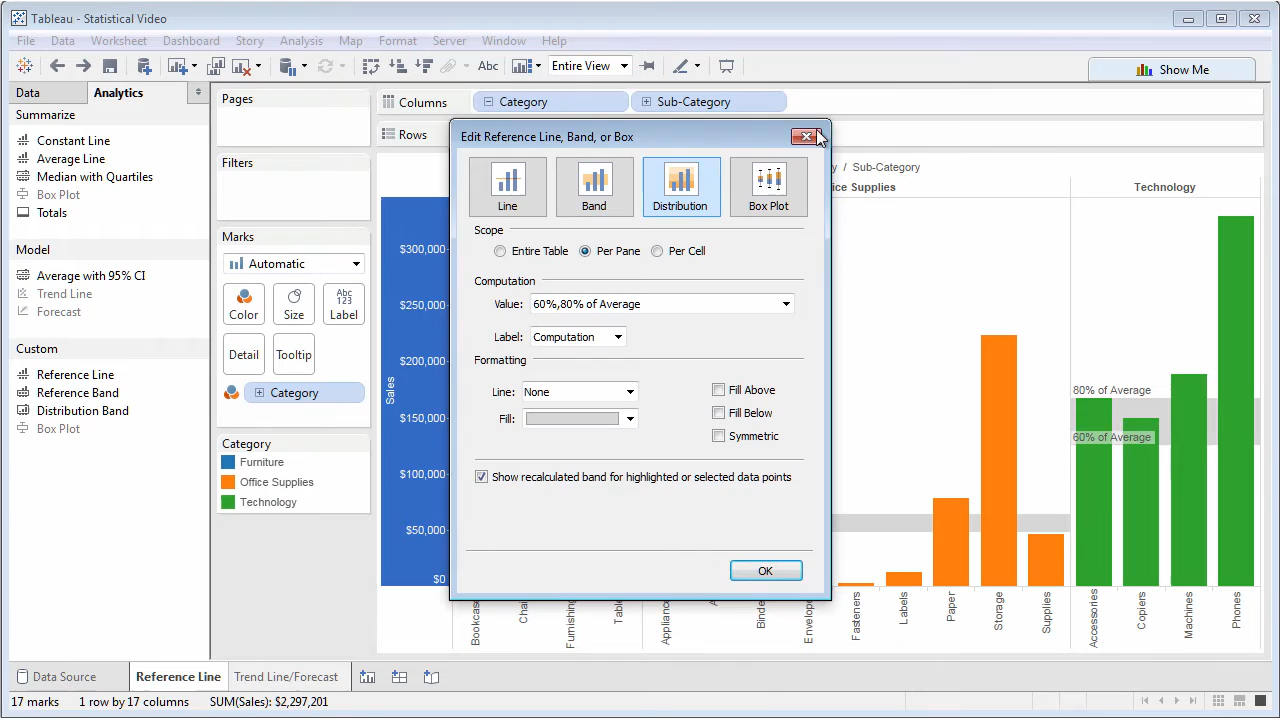 Tableau - Statistical Video
File Data Worksheet Dashboard Story Analysis Map Format Server Window Help
Abc Entire View Show Me
Data Analytics
Summarize
Constant Line
Average Line
Median with Quartiles
Box Plot
Totals
Model
Average with 95% CI
Trend Line
Forecast
Custom
Reference Line
Reference Band
Distribution Band
Box Plot
Pages
Filters
Marks
Automatic
Color Size Abc 123 Label
Detail Tooltip
Category
Category
Furniture
Office Supplies
Technology
Columns Category Sub-Category
Rows
Edit Reference Line, Band, or Box
Line Band Distribution Box Plot
Scope
Entire Table Per Pane Per Cell
Computation
Value: 60%,80% of Average
Label: Computation
Formatting
Line: None Fill Above
Fill: Fill Below
Symmetric
Show recalculated band for highlighted or selected data points
OK
y / Sub-Category
ice Supplies Technology
Sales
$300,000
$250,000
$200,000
$150,000
$100,000
$50,000
$0
80% of Average
60% of Average
Bookcase
Chai
Furnishing
Table
Applianc
A
Binde
Envelop
Fasteners
Labels
Paper
Storage
Supplies
Accessories
Copiers
Machines
Phones
Data Source Reference Line Trend Line/Forecast
17 marks 1 row by 17 columns SUM(Sales): $2,297,201